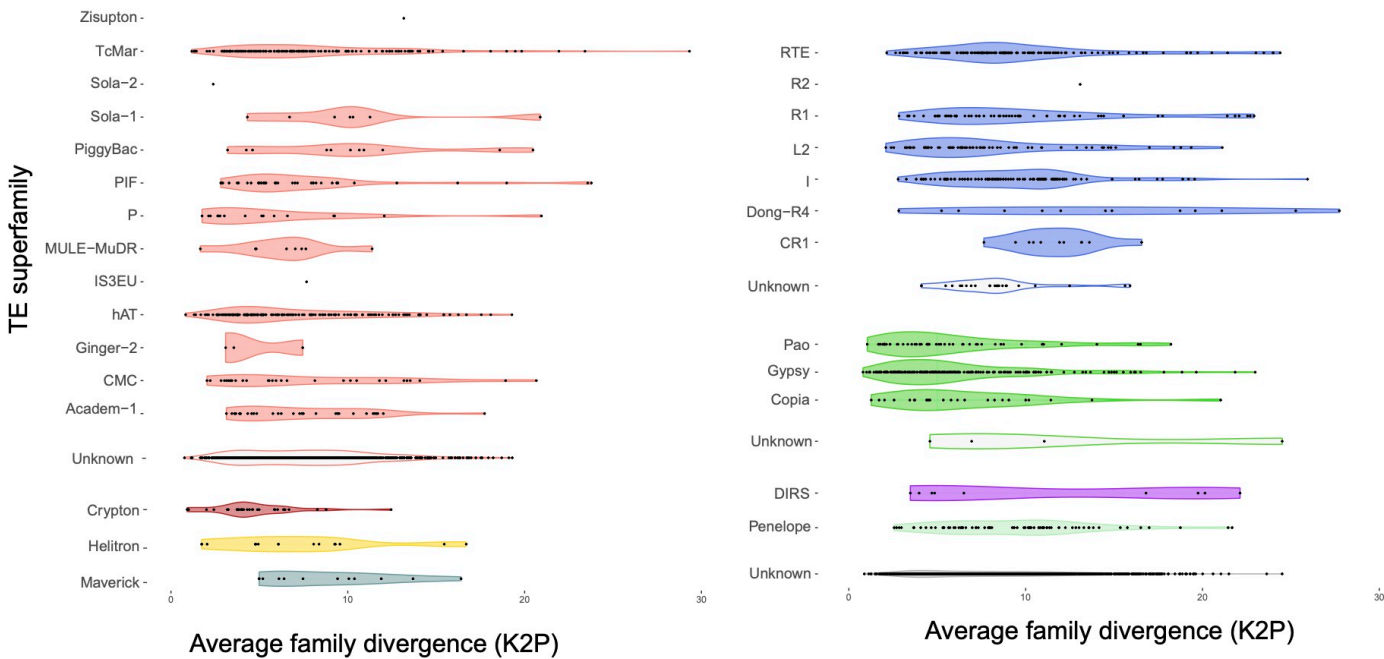 TE superfamily
Zisupton
TcMar
Sola−2
Sola−1
PiggyBac
PIF
P
MULE−MuDR
IS3EU
hAT
Ginger−2
CMC
Academ−1
Unknown
Crypton
Helitron
Maverick
0 10 20 30
Average family divergence (K2P)
RTE
R2
R1
L2
I
Dong−R4
CR1
Unknown
Pao
Gypsy
Copia
Unknown
DIRS
Penelope
Unknown
0 10 20 30
Average family divergence (K2P)